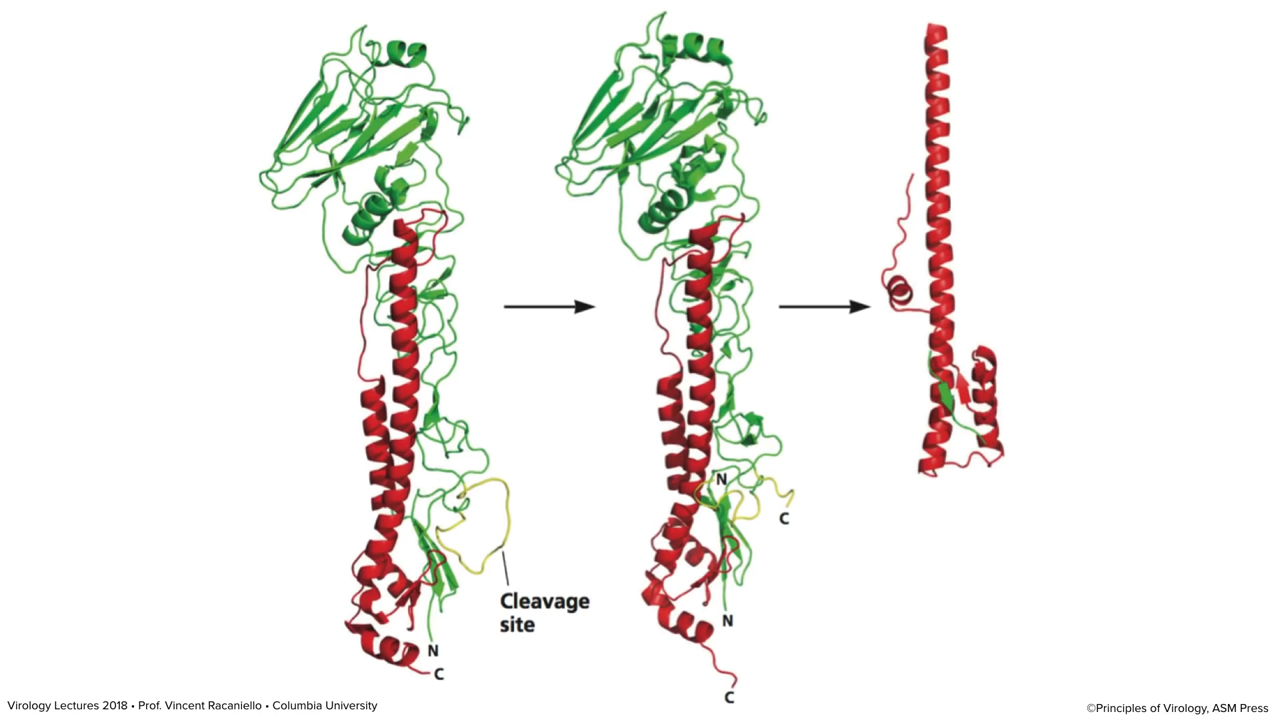 Cleavage
site
N
C
N
C
N
C
Virology Lectures 2018 • Prof. Vincent Racaniello • Columbia University
©Principles of Virology, ASM Press